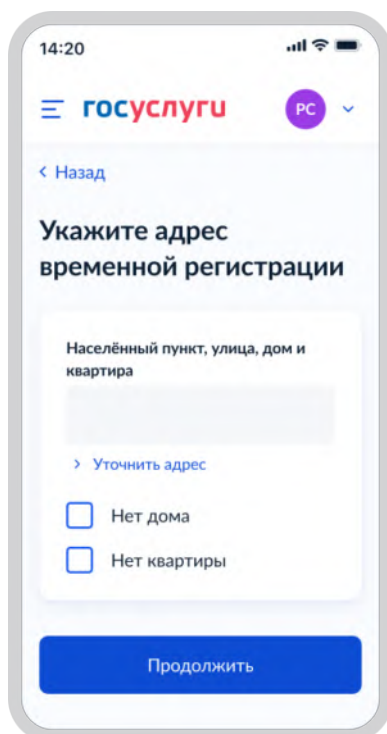 14:20
госуслуги
РС
Назад
Укажите адрес
временной регистрации
Населённый пункт, улица, дом и
квартира
Уточнить адрес
Нет дома
Нет квартиры
Продолжить